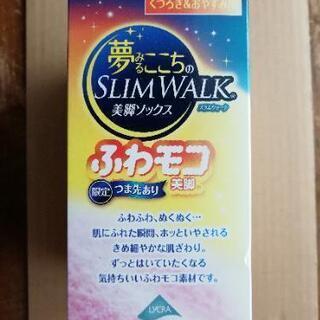 くつろぎ&おやすみ
夢みるここちの
SLIMWALK
美脚ソックス スリムウォーク
ふわモコ
限定 つま先あり 美脚
ふわふわ、ぬくぬく…
肌にふれた瞬間、ホッといやされる
きめ細やかな肌ざわり。
ずっとはいていたくなる
気持ちいいふわモコ素材です。
LYCRA